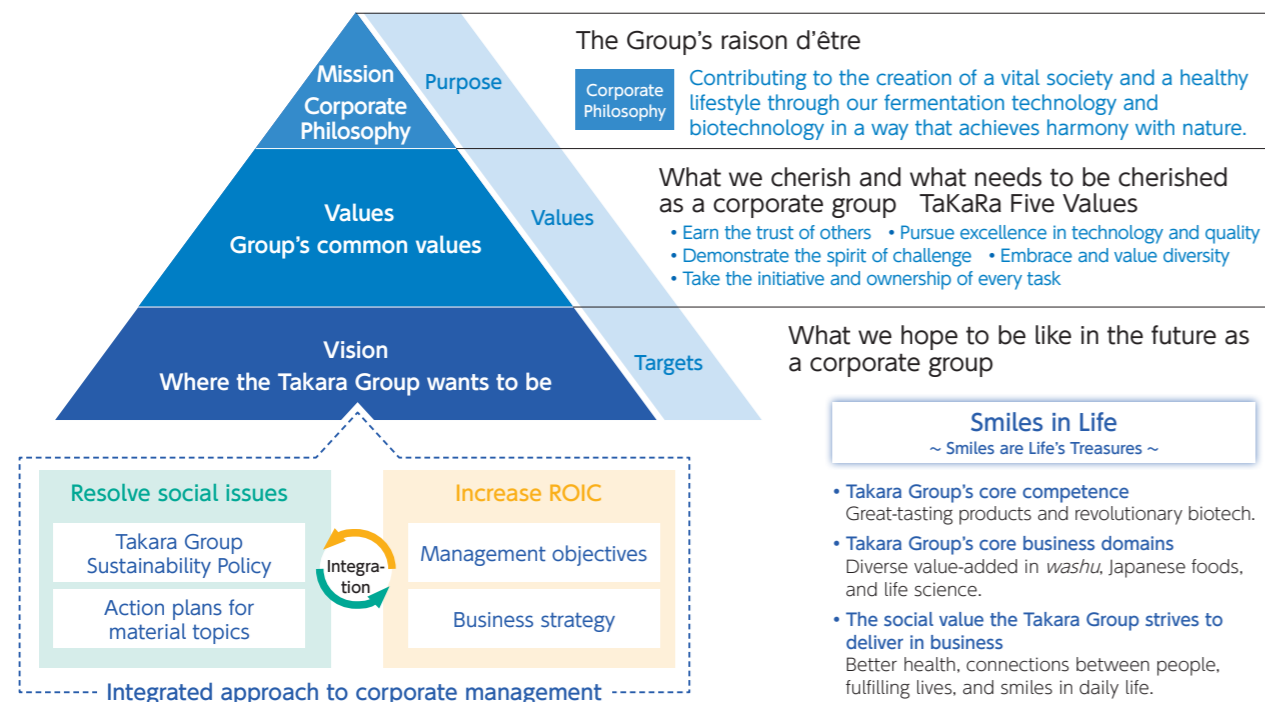 Mission
Corporate
Philosophy
Purpose
The Group's raison d'être
Corporate
Philosophy
Contributing to the creation of a vital society and a healthy
lifestyle through our fermentation technology and
biotechnology in a way that achieves harmony with nature.
Values
Group's common values
Values
What we cherish and what needs to be cherished
as a corporate group TaKaRa Five Values
• Earn the trust of others • Pursue excellence in technology and quality
• Demonstrate the spirit of challenge • Embrace and value diversity
• Take the initiative and ownership of every task
Vision
Where the Takara Group wants to be
Targets
What we hope to be like in the future as
a corporate group
Smiles in Life
~ Smiles are Life's Treasures ~
• Takara Group's core competence
Great-tasting products and revolutionary biotech.
• Takara Group's core business domains
Diverse value-added in washu, Japanese foods,
and life science.
• The social value the Takara Group strives to
deliver in business
Better health, connections between people,
fulfilling lives, and smiles in daily life.
Resolve social issues
Takara Group
Sustainability Policy
Action plans for
material topics
Integra-
tion
Increase ROIC
Management objectives
Business strategy
Integrated approach to corporate management